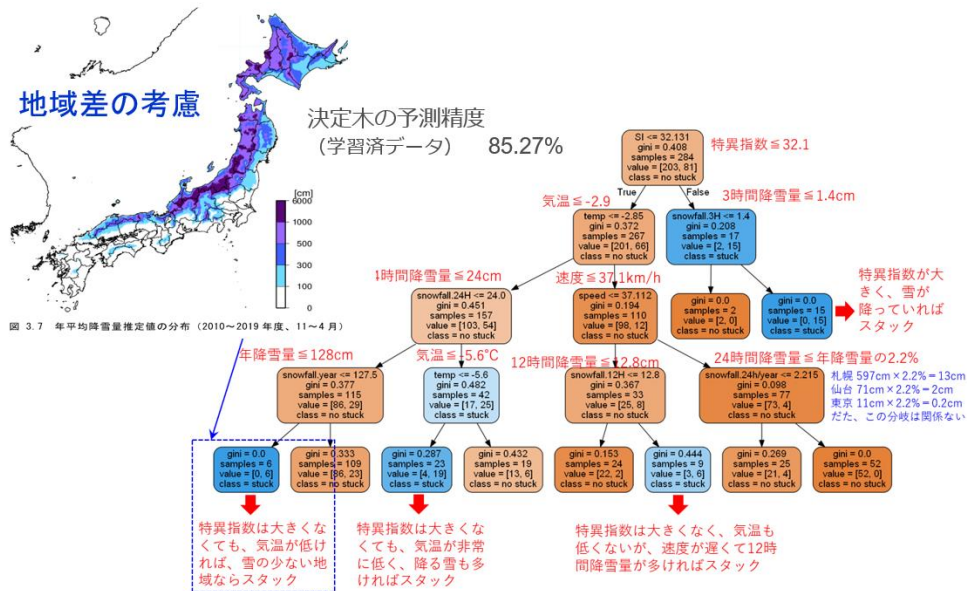 地域差の考慮
決定木の予測精度
(学習済データ) 85.27%
[cm]
6000
1000
500
300
100
0
図 3.7 年平均降雪量推定値の分布(2010~2019年度、11~4月)
SI <= 32.131
gini = 0.408
samples = 284
value = [203, 81]
class = no stuck
特異指数≦32.1
True
False
気温≦-2.9
temp <= -2.85
gini = 0.372
samples = 267
value = [201, 66]
class = no stuck
3時間降雪量≦1.4cm
snowfall.3H <= 1.4
gini = 0.208
samples = 17
value = [2, 15]
class = stuck
4時間降雪量≦24cm
snowfall.24H <= 24.0
gini = 0.451
samples = 157
value = [103, 54]
class = no stuck
速度≦37.1km/h
speed <= 37.112
gini = 0.194
samples = 110
value = [98, 12]
class = no stuck
gini = 0.0
samples = 2
value = [2, 0]
class = no stuck
gini = 0.0
samples = 15
value = [0, 15]
class = stuck
特異指数が大
きく、雪が
降っていれば
スタック
年降雪量≦128cm
snowfall.year <= 127.5
gini = 0.377
samples = 115
value = [86, 29]
class = no stuck
気温≦-5.6°C
temp <= -5.6
gini = 0.482
samples = 42
value = [17, 25]
class = stuck
12時間降雪量≦12.8cm
snowfall.12H <= 12.8
gini = 0.367
samples = 33
value = [25, 8]
class = no stuck
24時間降雪量≦年降雪量の2.2%
snowfall.24h/year <= 2.215
gini = 0.098
samples = 77
value = [73, 4]
class = no stuck
札幌 597cm×2.2%=13cm
仙台 71cm×2.2%=2cm
東京 11cm×2.2%=0.2cm
だた、この分岐は関係ない
gini = 0.0
samples = 6
value = [0, 6]
class = stuck
gini = 0.333
samples = 109
value = [86, 23]
class = no stuck
gini = 0.287
samples = 23
value = [4, 19]
class = stuck
gini = 0.432
samples = 19
value = [13, 6]
class = no stuck
gini = 0.153
samples = 24
value = [22, 2]
class = no stuck
gini = 0.444
samples = 9
value = [3, 6]
class = stuck
gini = 0.269
samples = 25
value = [21, 4]
class = no stuck
gini = 0.0
samples = 52
value = [52, 0]
class = no stuck
特異指数は大きくな
くても、気温が低け
れば、雪の少ない地
域ならスタック
特異指数は大きくな
くても、気温が非常
に低く、降る雪も多
ければスタック
特異指数は大きくなく、気温も
低くないが、速度が遅くて12時
間降雪量が多ければスタック